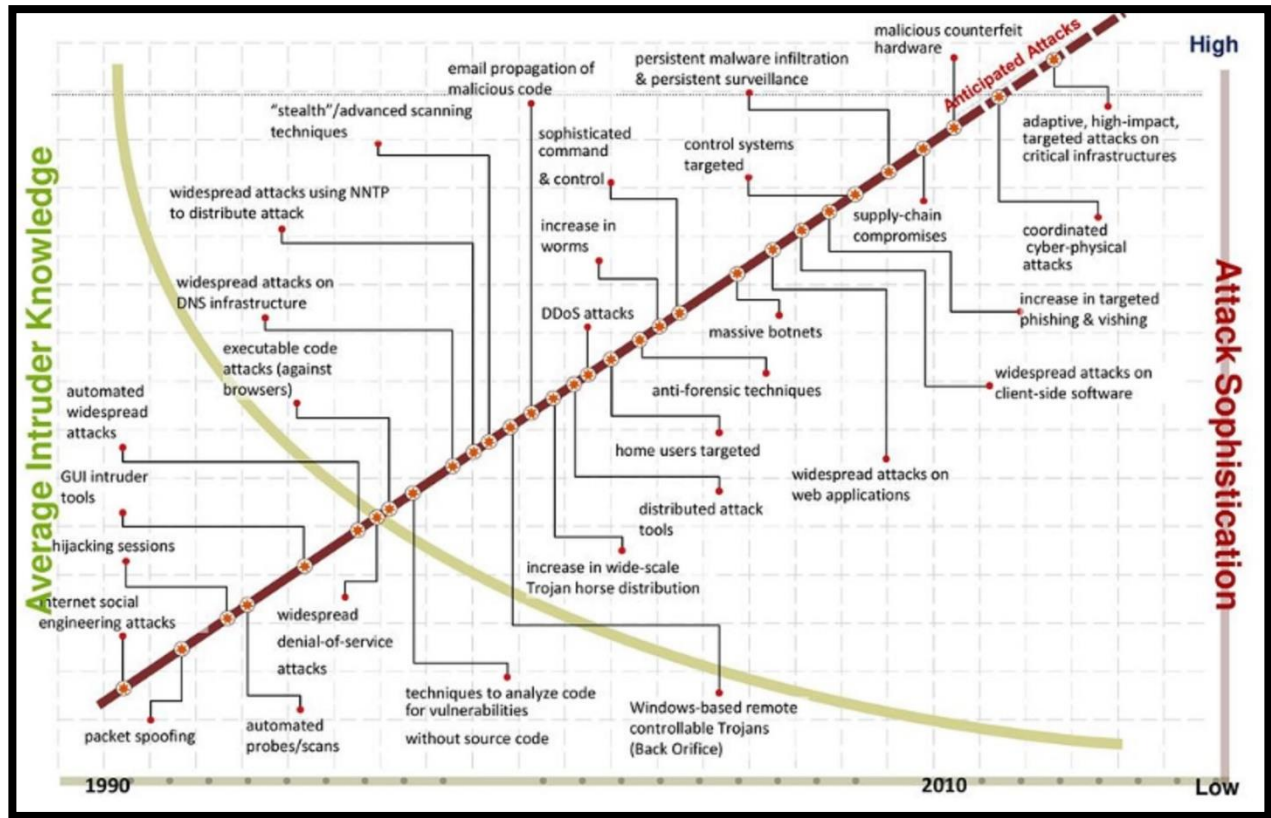 malicious counterfeit
hardware
High
Anticipated Attacks
persistent malware infiltration
& persistent surveillance
email propagation of
malicious code
"stealth"/advanced scanning
techniques
adaptive, high-impact,
targeted attacks on
critical infrastructures
sophisticated
command
& control
control systems
targeted
widespread attacks using NNTP
to distribute attack
supply-chain
compromises
increase in
worms
coordinated
cyber-physical
attacks
widespread attacks on
DNS infrastructure
DDoS attacks
massive botnets
increase in targeted
phishing & vishing
executable code
attacks (against
browsers)
anti-forensic techniques
widespread attacks on
client-side software
automated
widespread
attacks
home users targeted
widespread attacks on
web applications
GUI intruder
tools
distributed attack
tools
hijacking sessions
increase in wide-scale
Trojan horse distribution
internet social
engineering attacks
widespread
denial-of-service
attacks
techniques to analyze code
for vulnerabilities
without source code
Windows-based remote
controllable Trojans
(Back Orifice)
packet spoofing
automated
probes/scans
Average Intruder Knowledge
Attack Sophistication
1990
2010
Low